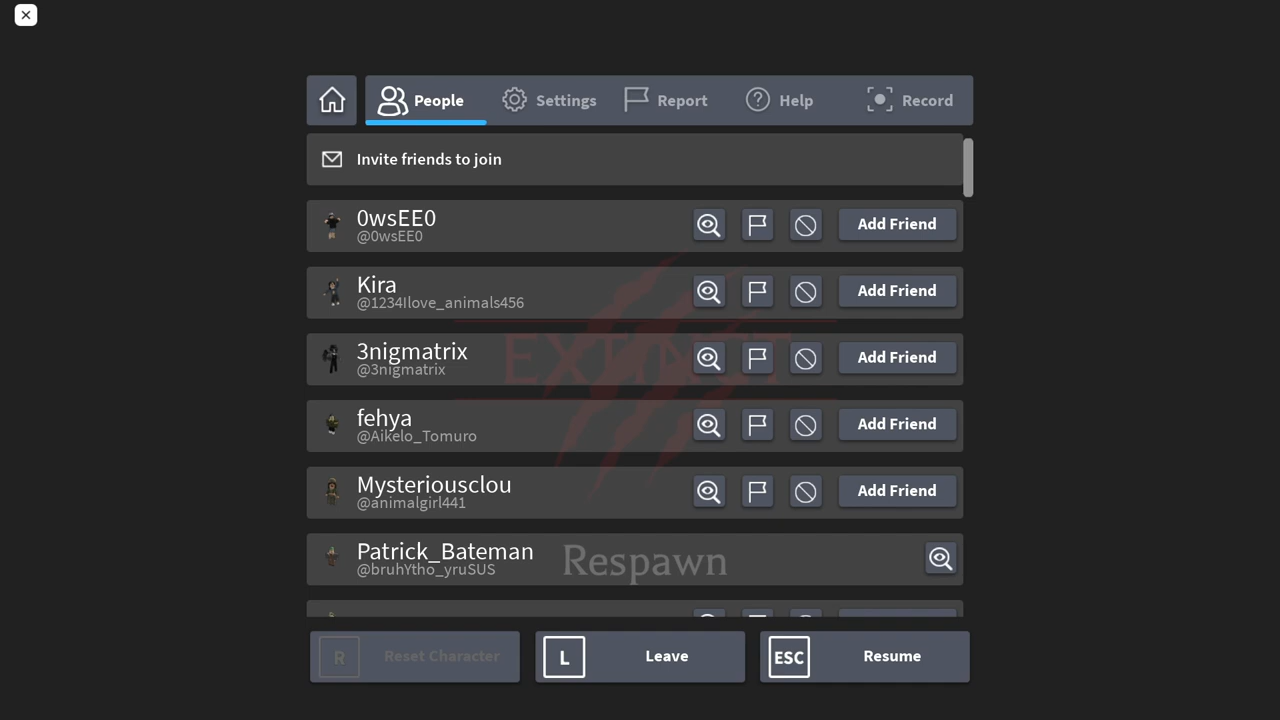 People
Settings
Report
Help
Record
Invite friends to join
0wsEE0
@0wsEE0
Add Friend
Kira
@1234Ilove_animals456
Add Friend
EXTINCT
3nigmatrix
@3nigmatrix
Add Friend
fehya
@Aikelo_Tomuro
Add Friend
Mysteriousclou
@animalgirl441
Add Friend
Patrick_Bateman
@bruhYtho_yruSUS
Respawn
R Reset Character
L Leave
ESC Resume